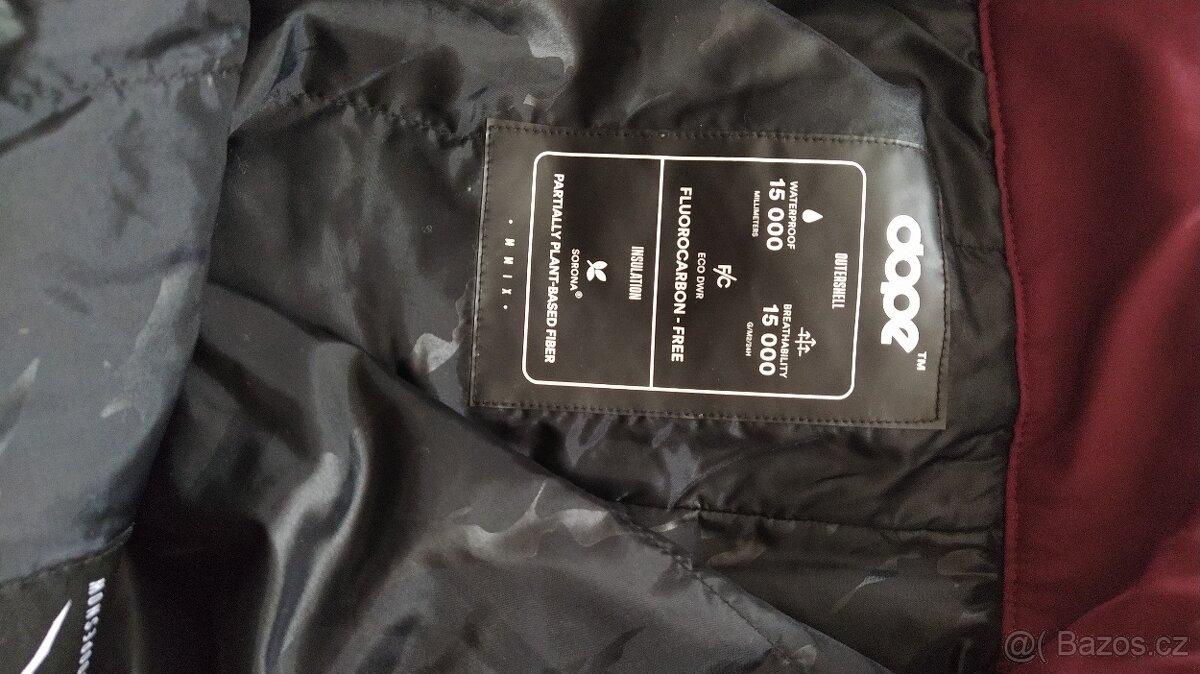 dope™
OUTERSHELL
WATERPROOF
15 000
MILLIMETERS
BREATHABILITY
15 000
G/M2/24H
F/C
ECO DWR
FLUOROCARBON - FREE
INSULATION
SORONA®
PARTIALLY PLANT-BASED FIBER
• MMIX •
@( Bazos.cz